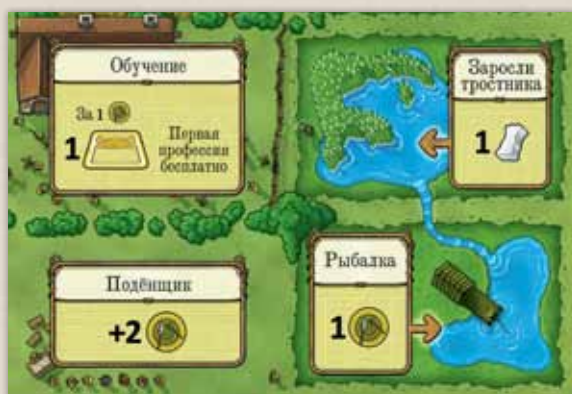 Обучение
За 1
1
Первая
профессия
бесплатно
Заросли
тростника
1
Подёнщик
+2
Рыбалка
1